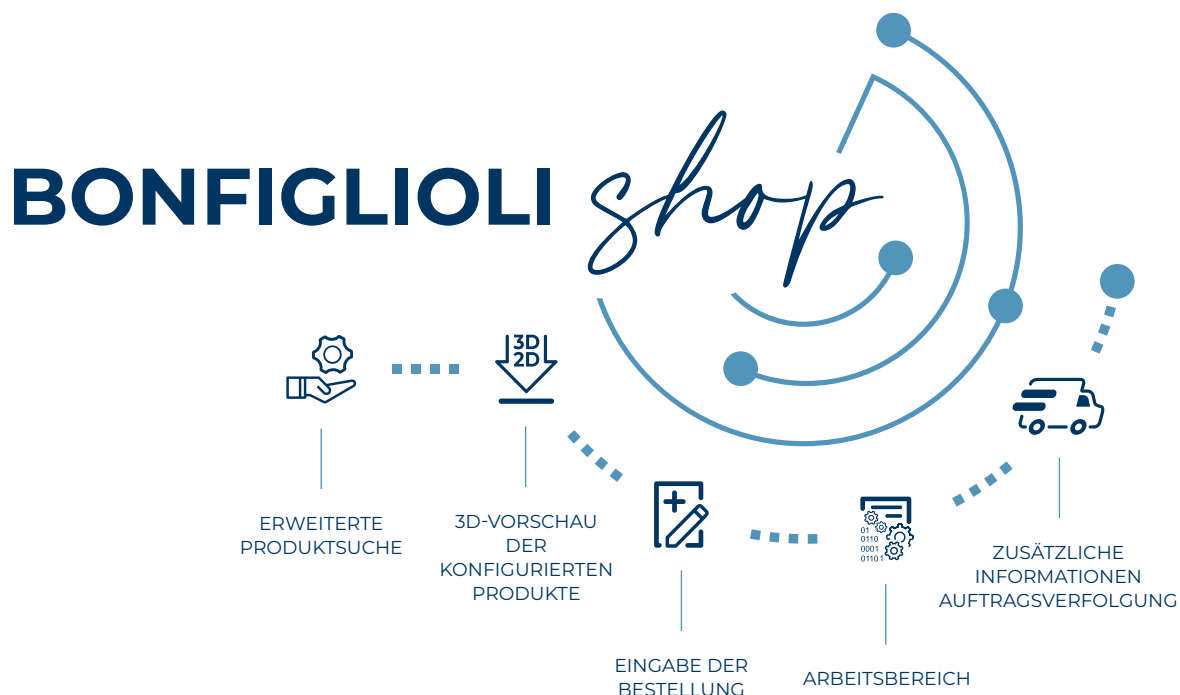 BONFIGLIOLI shop
3D
2D
ERWEITERTE
PRODUKTSUCHE
3D-VORSCHAU
DER
KONFIGURIERTEN
PRODUKTE
EINGABE DER
BESTELLUNG
01
0110
0001
01101
ARBEITSBEREICH
ZUSÄTZLICHE
INFORMATIONEN
AUFTRAGSVERFOLGUNG